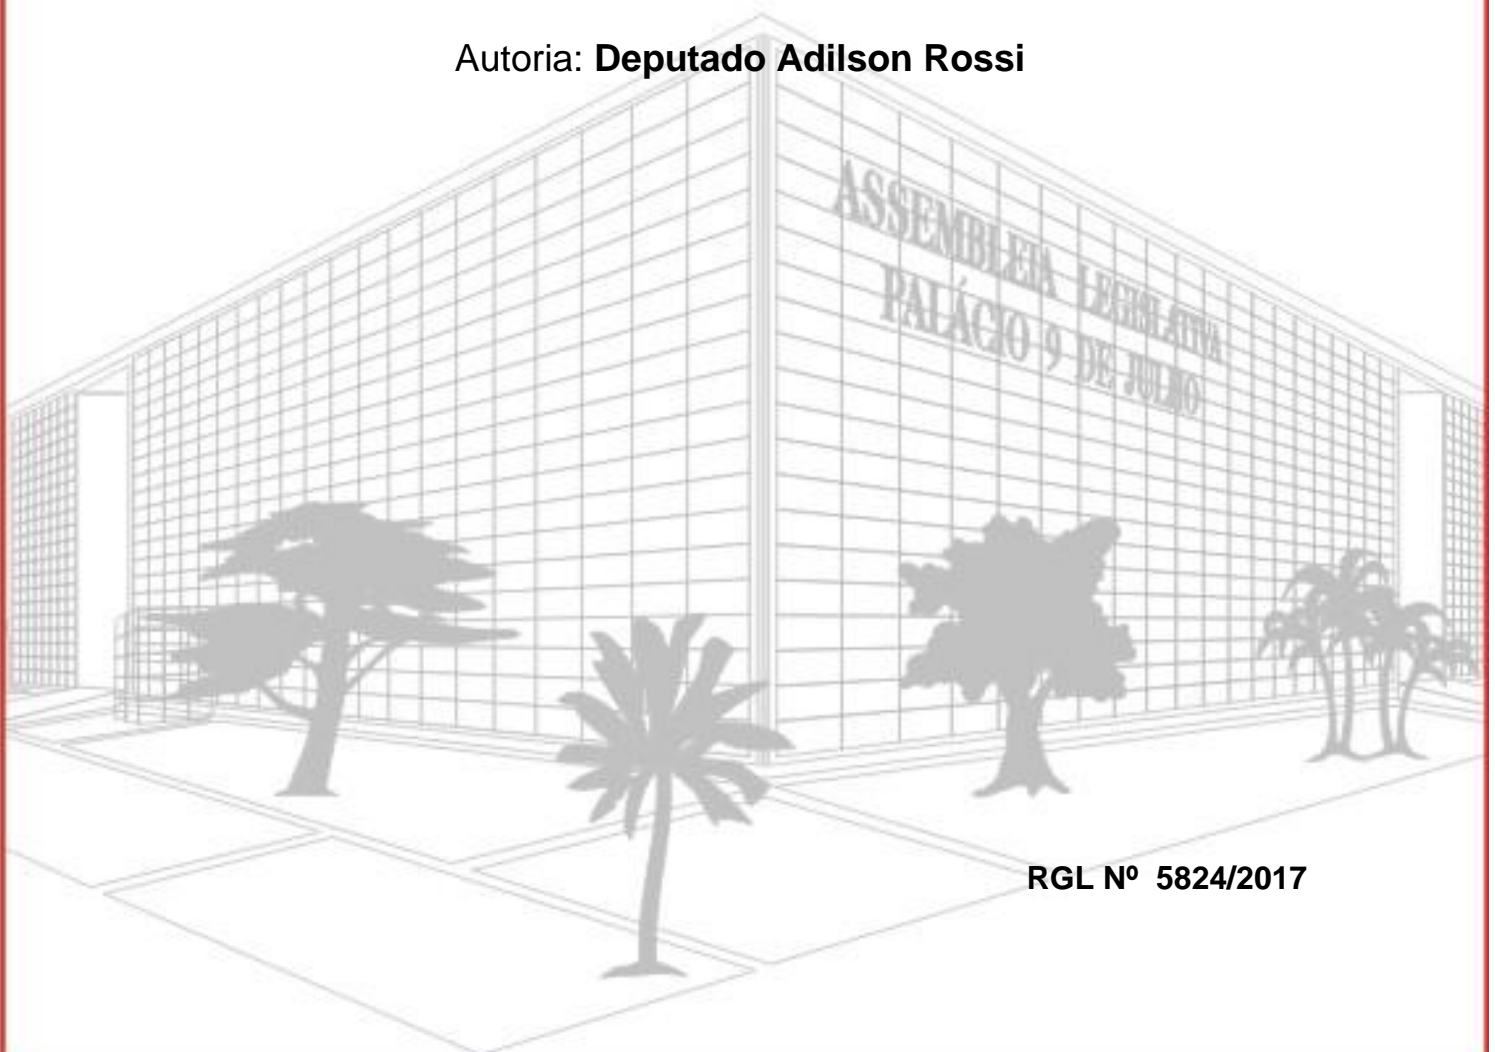 Autoria: Deputado Adilson Rossi
ASSEMBLEIA LEGISLATIVA
PALÁCIO 9 DE JULHO
RGL Nº 5824/2017